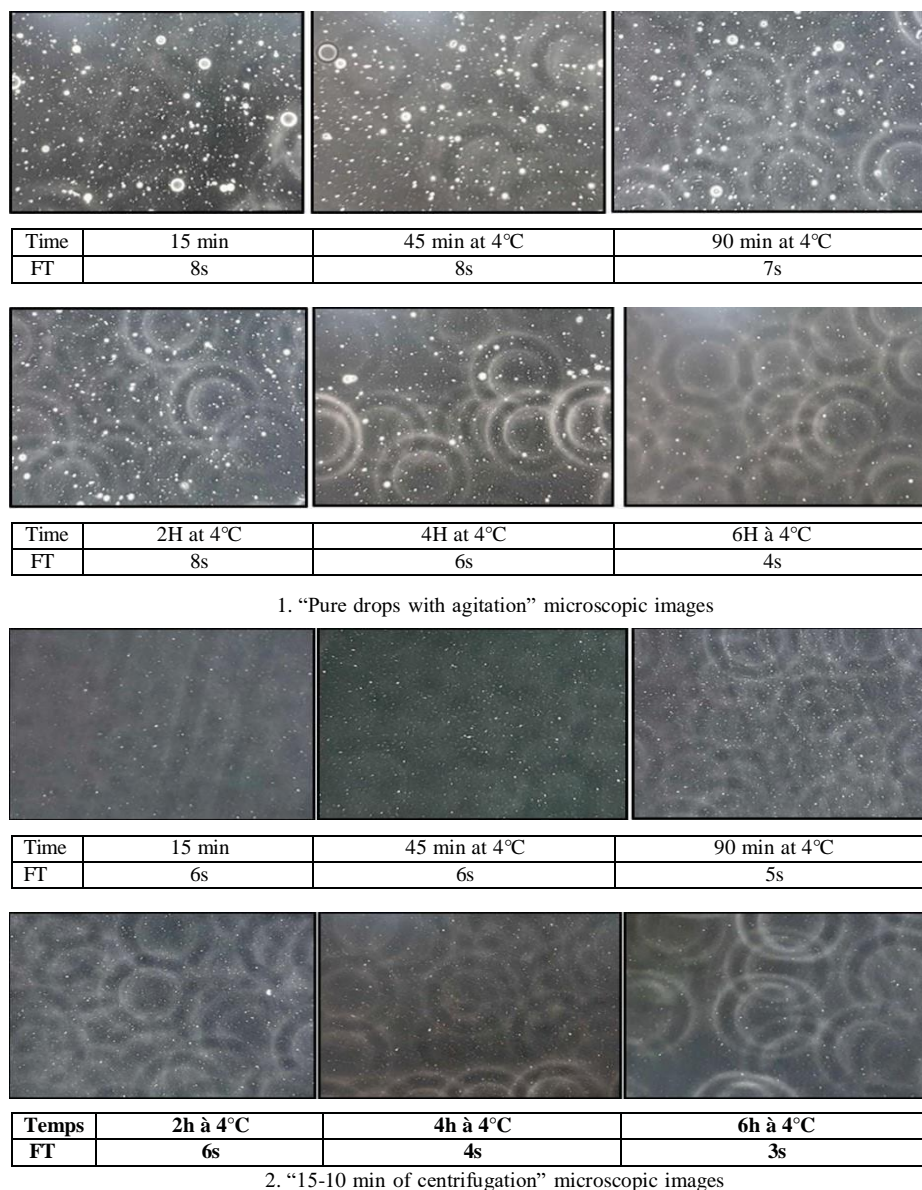 Time 15 min 45 min at 4°C 90 min at 4°C
FT 8s 8s 7s
Time 2H at 4°C 4H at 4°C 6H à 4°C
FT 8s 6s 4s
1. “Pure drops with agitation” microscopic images
Time 15 min 45 min at 4°C 90 min at 4°C
FT 6s 6s 5s
Temps 2h à 4°C 4h à 4°C 6h à 4°C
FT 6s 4s 3s
2. “15-10 min of centrifugation” microscopic images